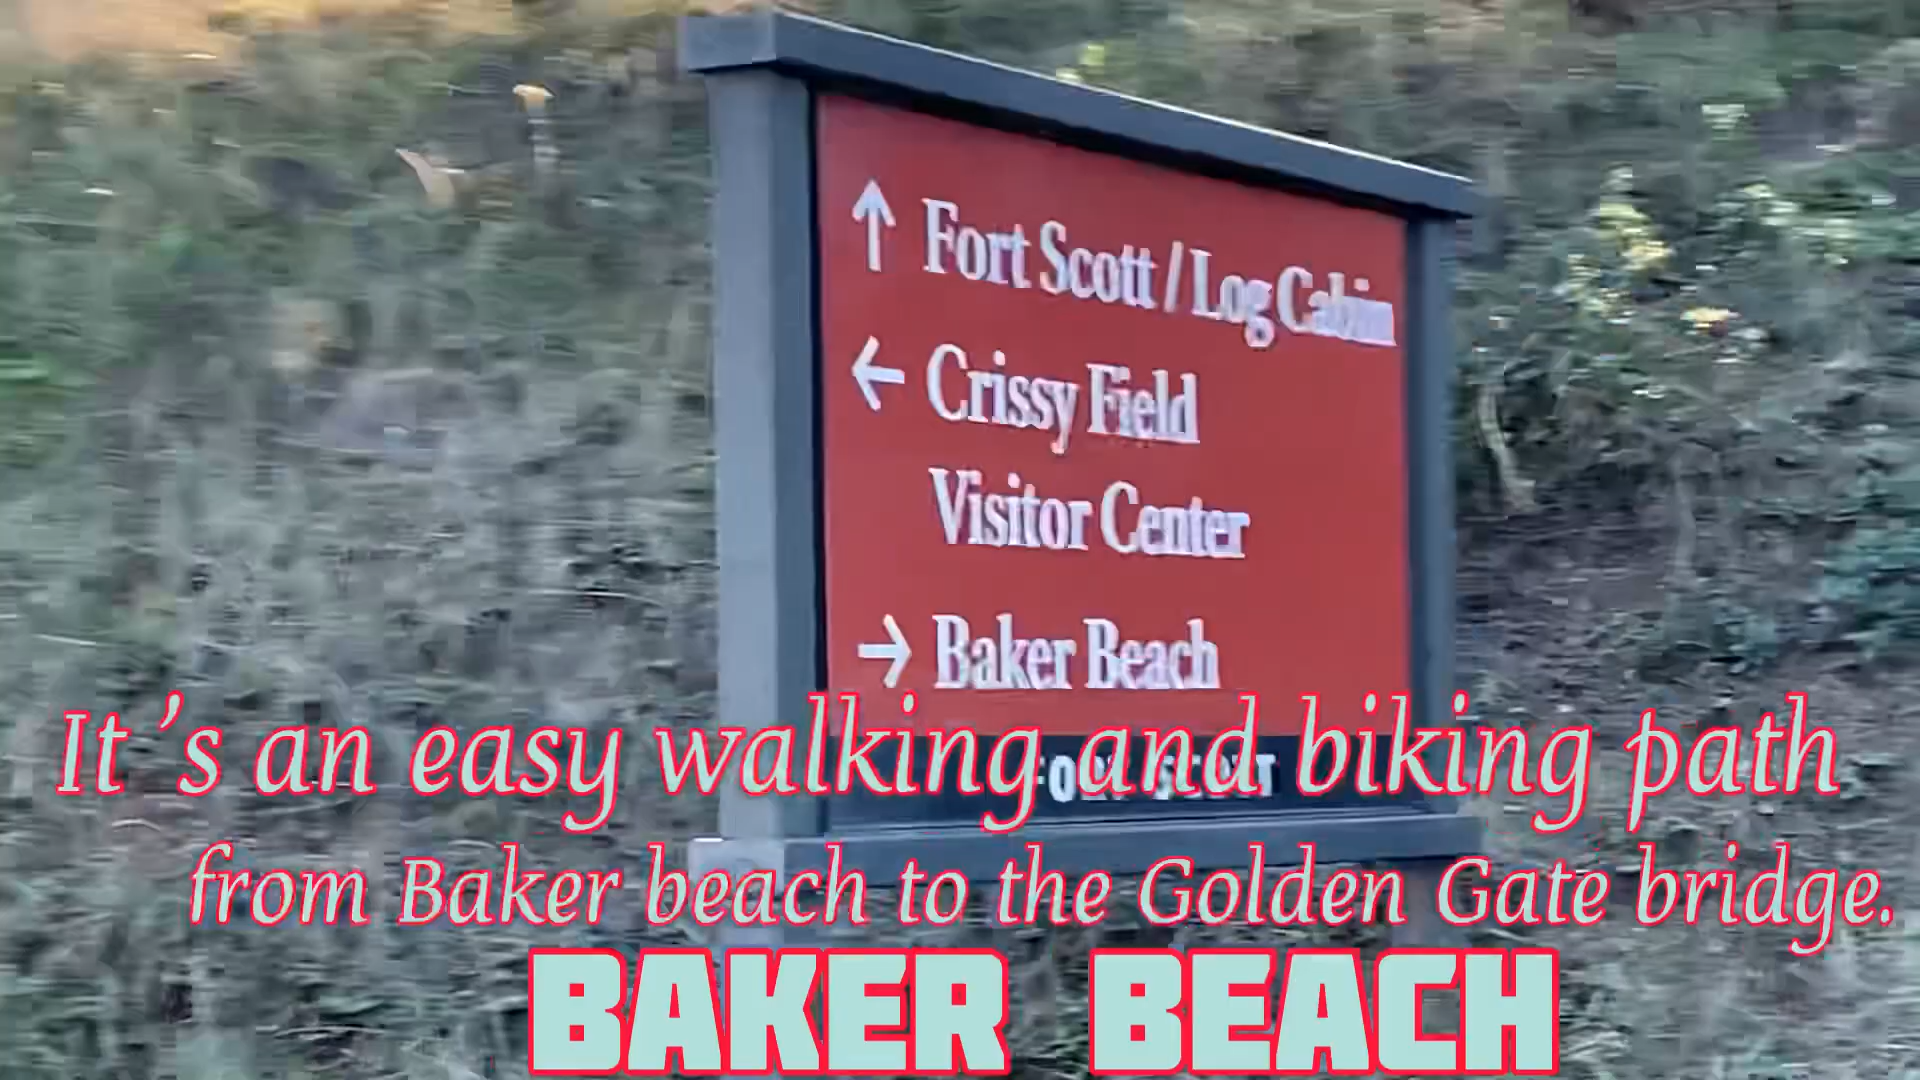 ↑ Fort Scott / Log Cabin
← Crissy Field
Visitor Center
→ Baker Beach
It's an easy walking and biking path
from Baker beach to the Golden Gate bridge.
BAKER BEACH